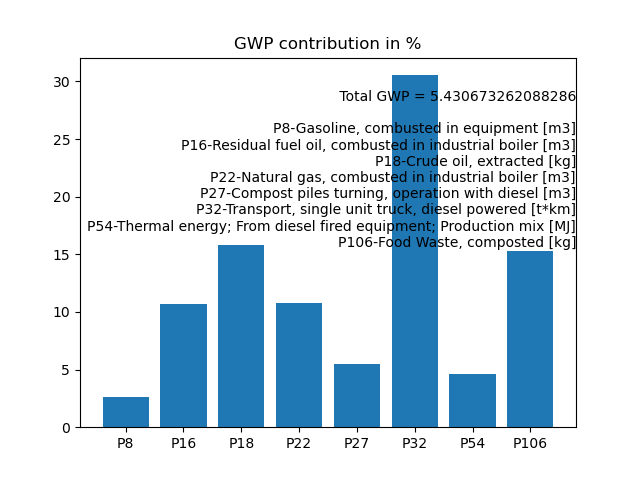 GWP contribution in %
30
25
20
15
10
5
0
Total GWP = 5.430673262088286
P8-Gasoline, combusted in equipment [m3]
P16-Residual fuel oil, combusted in industrial boiler [m3]
P18-Crude oil, extracted [kg]
P22-Natural gas, combusted in industrial boiler [m3]
P27-Compost piles turning, operation with diesel [m3]
P32-Transport, single unit truck, diesel powered [t*km]
P54-Thermal energy; From diesel fired equipment; Production mix [MJ]
P106-Food Waste, composted [kg]
P8 P16 P18 P22 P27 P32 P54 P106